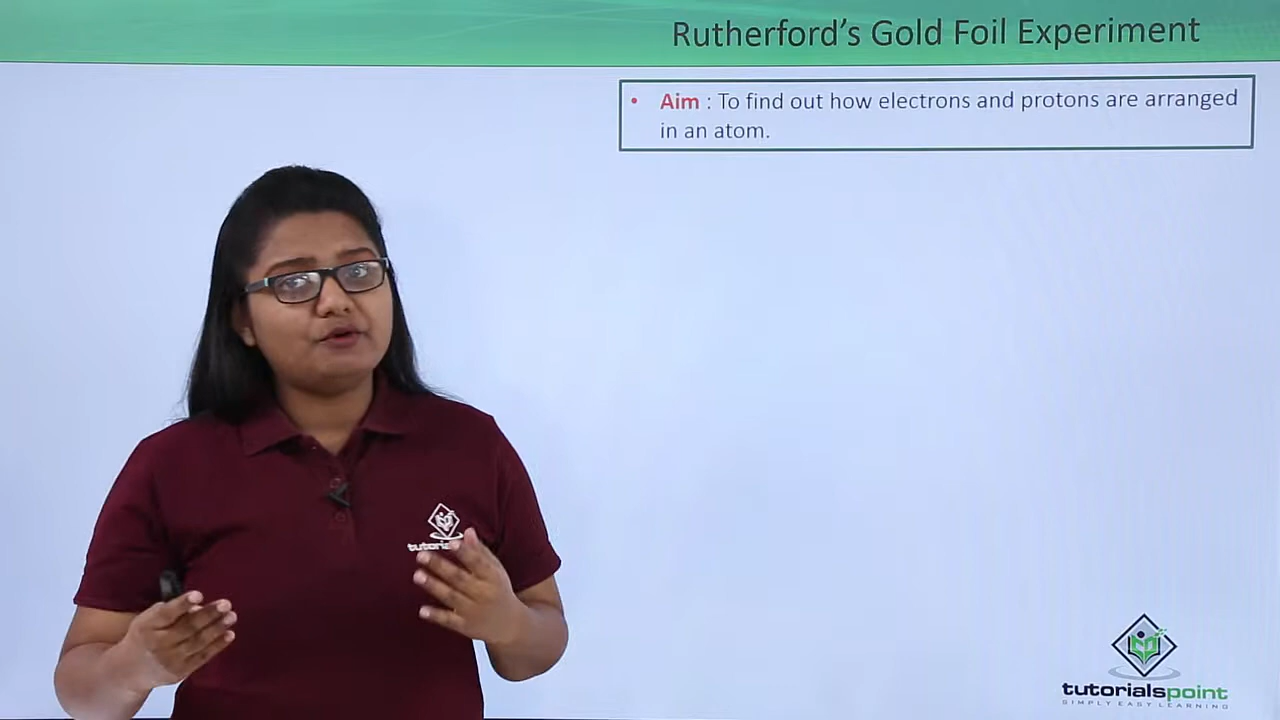 Rutherford’s Gold Foil Experiment
• Aim : To find out how electrons and protons are arranged
in an atom.
tutorialspoint
SIMPLY EASY LEARNING